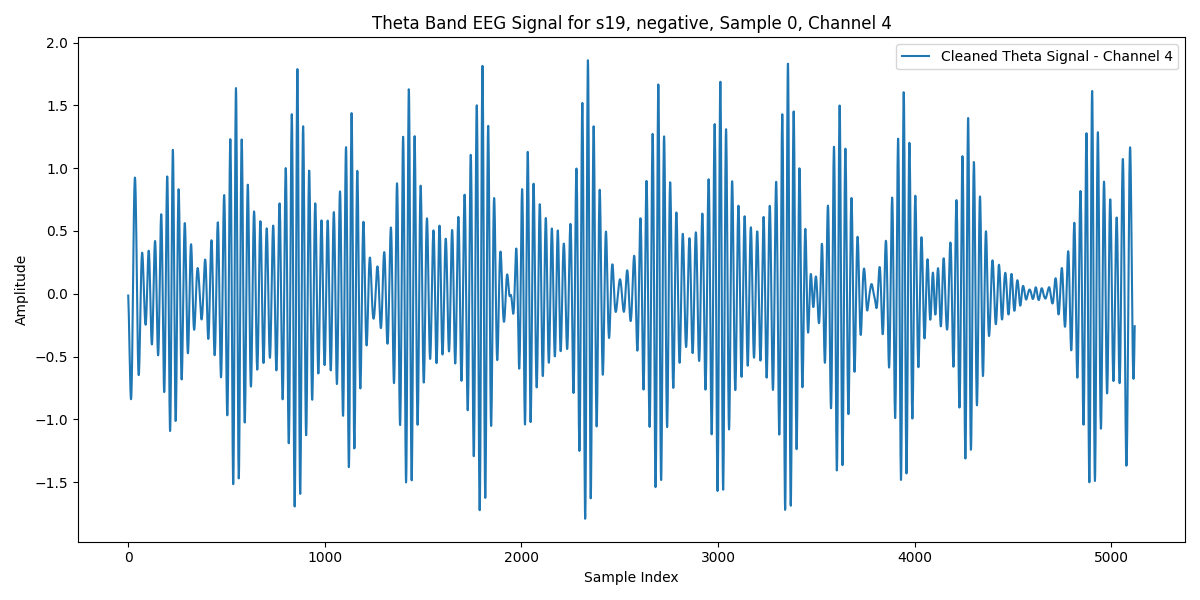 Theta Band EEG Signal for s19, negative, Sample 0, Channel 4
Cleaned Theta Signal - Channel 4
Amplitude
2.0
1.5
1.0
0.5
0.0
−0.5
−1.0
−1.5
0 1000 2000 3000 4000 5000
Sample Index